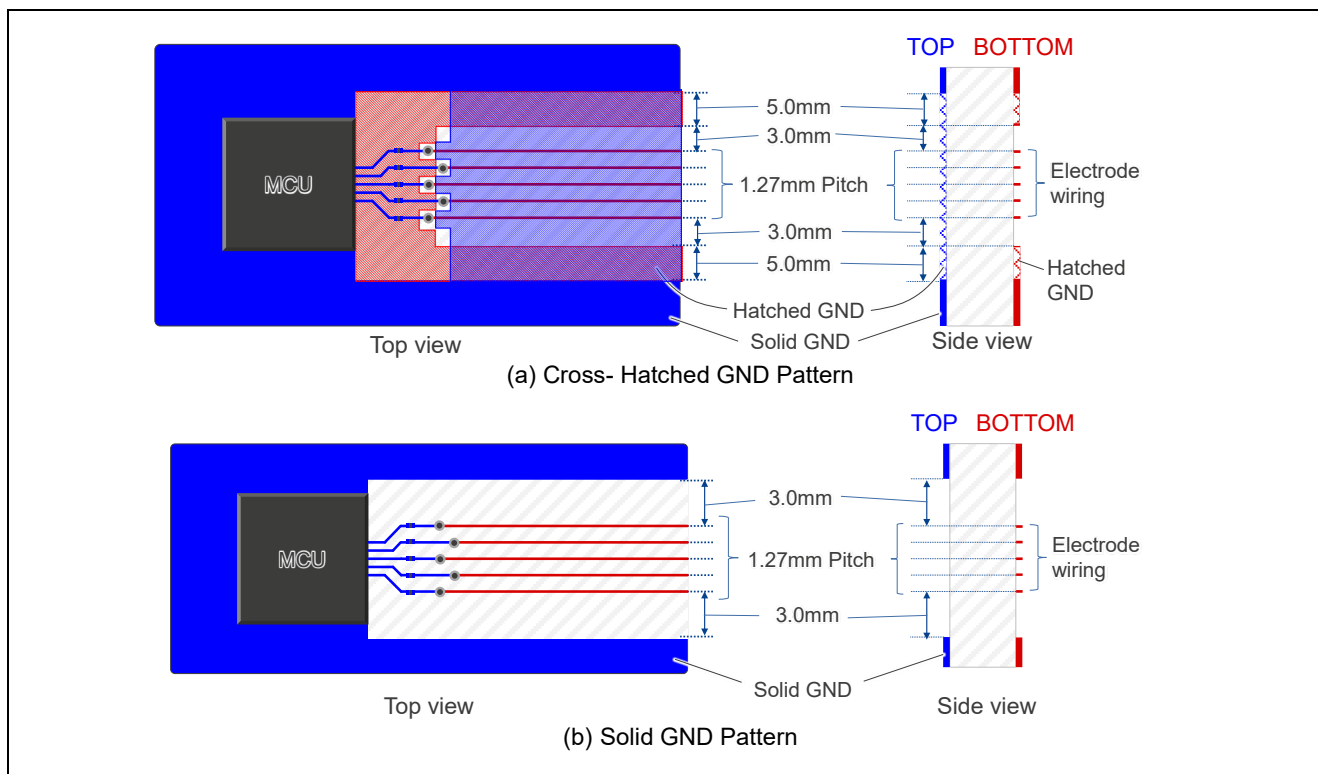 TOP BOTTOM
5.0mm
3.0mm
MCU
1.27mm Pitch
Electrode
wiring
3.0mm
5.0mm
Hatched
GND
Hatched GND
Solid GND
Top view
Side view
(a) Cross- Hatched GND Pattern
TOP BOTTOM
3.0mm
MCU
1.27mm Pitch
Electrode
wiring
3.0mm
Solid GND
Top view
Side view
(b) Solid GND Pattern